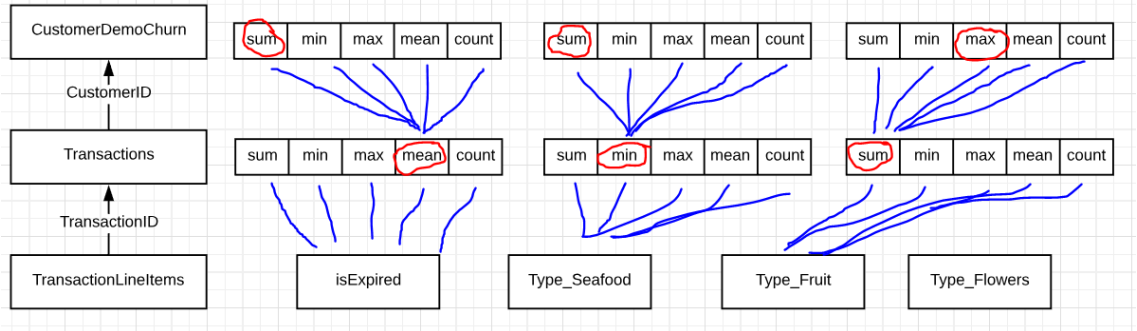 CustomerDemoChurn
sum min max mean count
sum min max mean count
sum min max mean count
CustomerID
Transactions
sum min max mean count
sum min max mean count
sum min max mean count
TransactionID
TransactionLineItems
isExpired
Type_Seafood
Type_Fruit
Type_Flowers